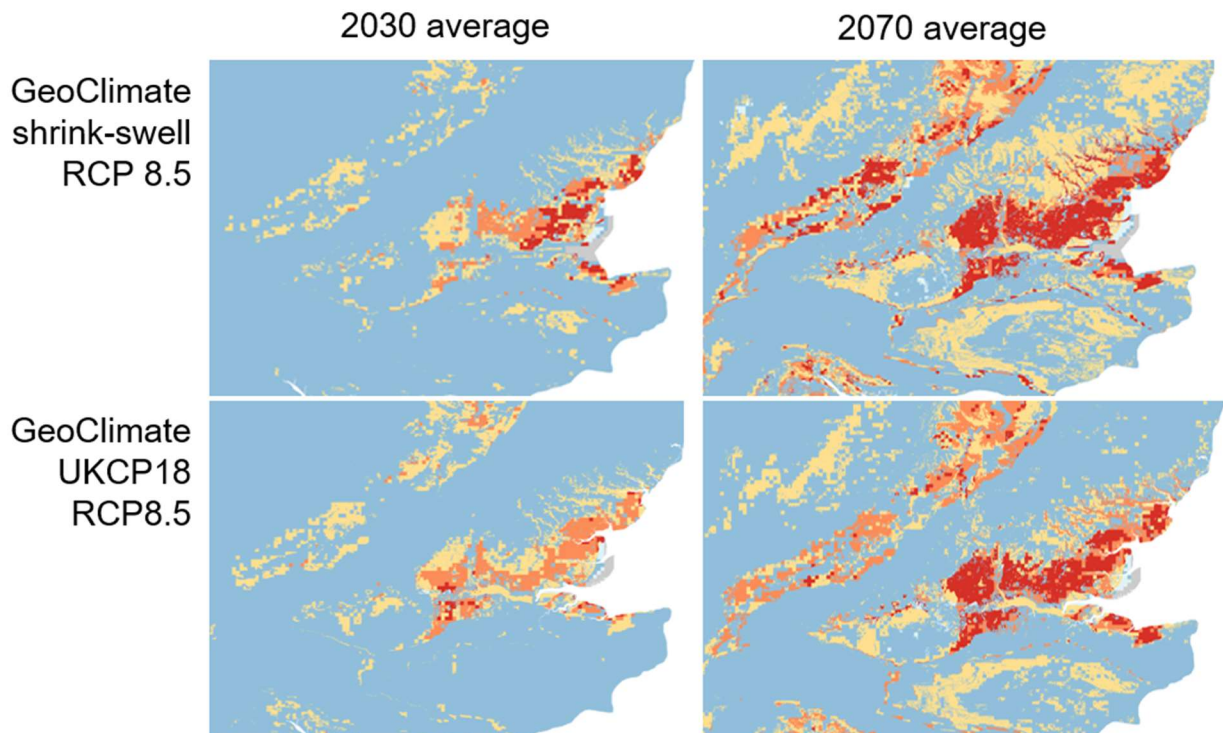 2030 average
2070 average
GeoClimate
shrink-swell
RCP 8.5
GeoClimate
UKCP18
RCP8.5